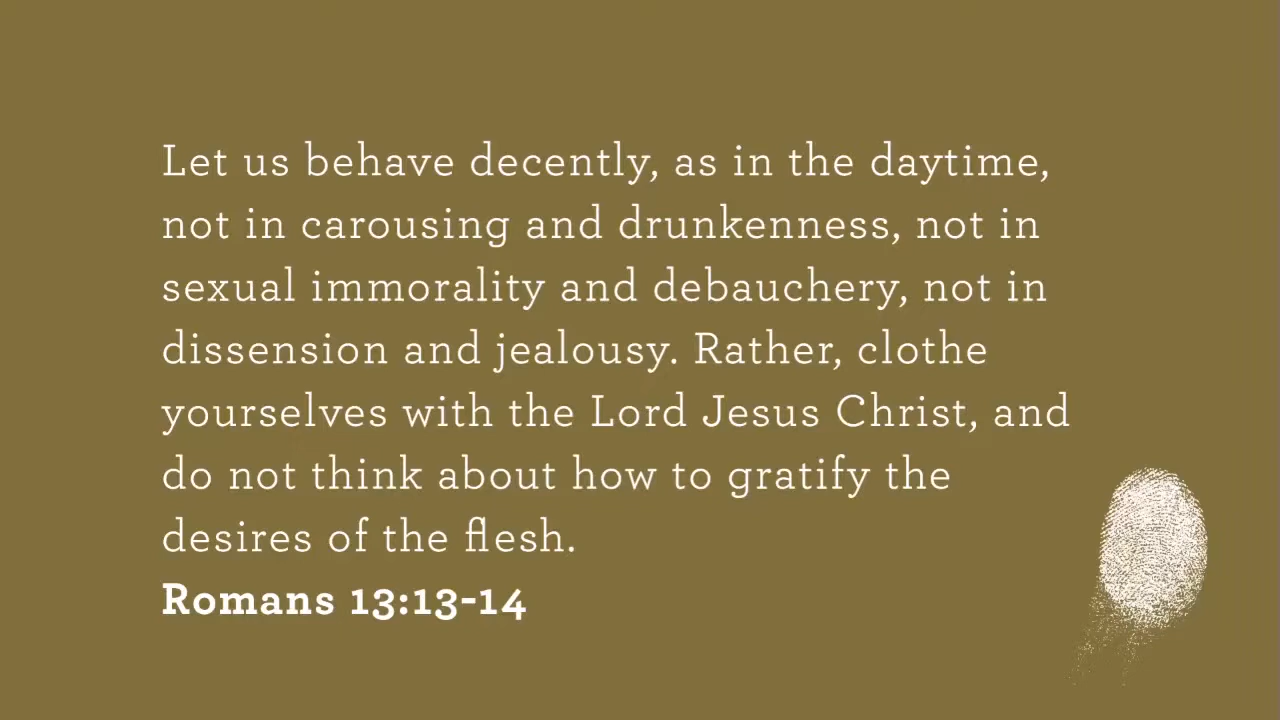 Let us behave decently, as in the daytime,
not in carousing and drunkenness, not in
sexual immorality and debauchery, not in
dissension and jealousy. Rather, clothe
yourselves with the Lord Jesus Christ, and
do not think about how to gratify the
desires of the flesh.
Romans 13:13-14